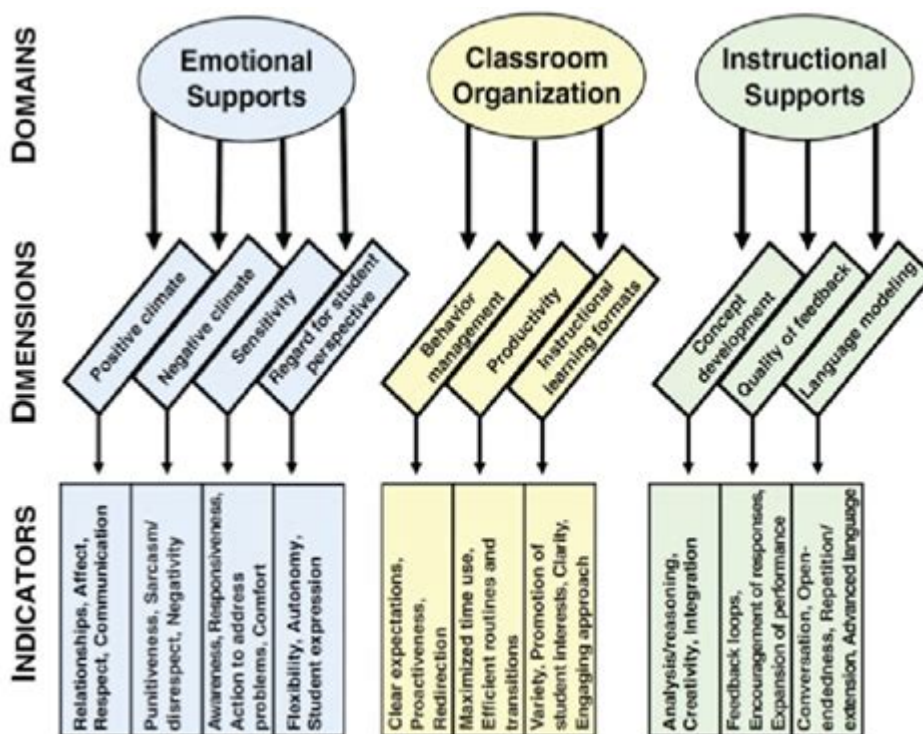 DOMAINS
Emotional
Supports
Classroom
Organization
Instructional
Supports
DIMENSIONS
Positive climate
Negative climate
Sensitivity
Regard for student
perspective
Behavior
management
Productivity
Instructional
learning formats
Concept
development
Quality of feedback
Language modeling
INDICATORS
Relationships, Affect,
Respect, Communication
Punitiveness, Sarcasm/
disrespect, Negativity
Awareness, Responsiveness,
Action to address
problems, Comfort
Flexibility, Autonomy,
Student expression
Clear expectations,
Proactiveness,
Redirection
Maximized time use,
Efficient routines and
transitions
Variety, Promotion of
student interests, Clarity,
Engaging approach
Analysis/reasoning,
Creativity, Integration
Feedback loops,
Encouragement of responses,
Expansion of performance
Conversation, Open-
endedness, Repetition/
extension, Advanced language